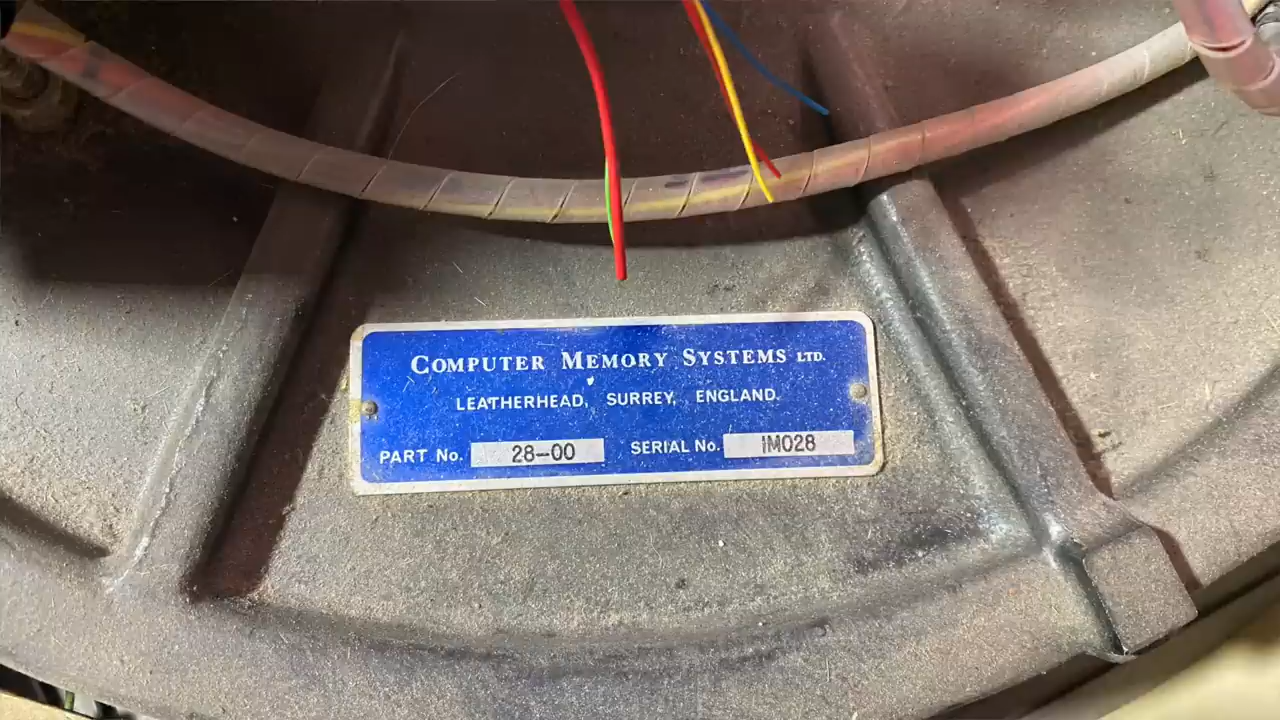 COMPUTER MEMORY SYSTEMS LTD.
LEATHERHEAD, SURREY, ENGLAND.
PART No. 28-00 SERIAL No. IM028